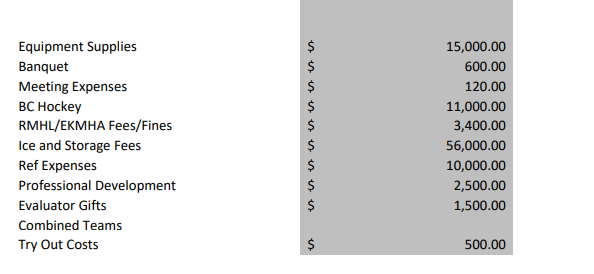 Equipment Supplies $ 15,000.00
Banquet $ 600.00
Meeting Expenses $ 120.00
BC Hockey $ 11,000.00
RMHL/EKMHA Fees/Fines $ 3,400.00
Ice and Storage Fees $ 56,000.00
Ref Expenses $ 10,000.00
Professional Development $ 2,500.00
Evaluator Gifts $ 1,500.00
Combined Teams
Try Out Costs $ 500.00